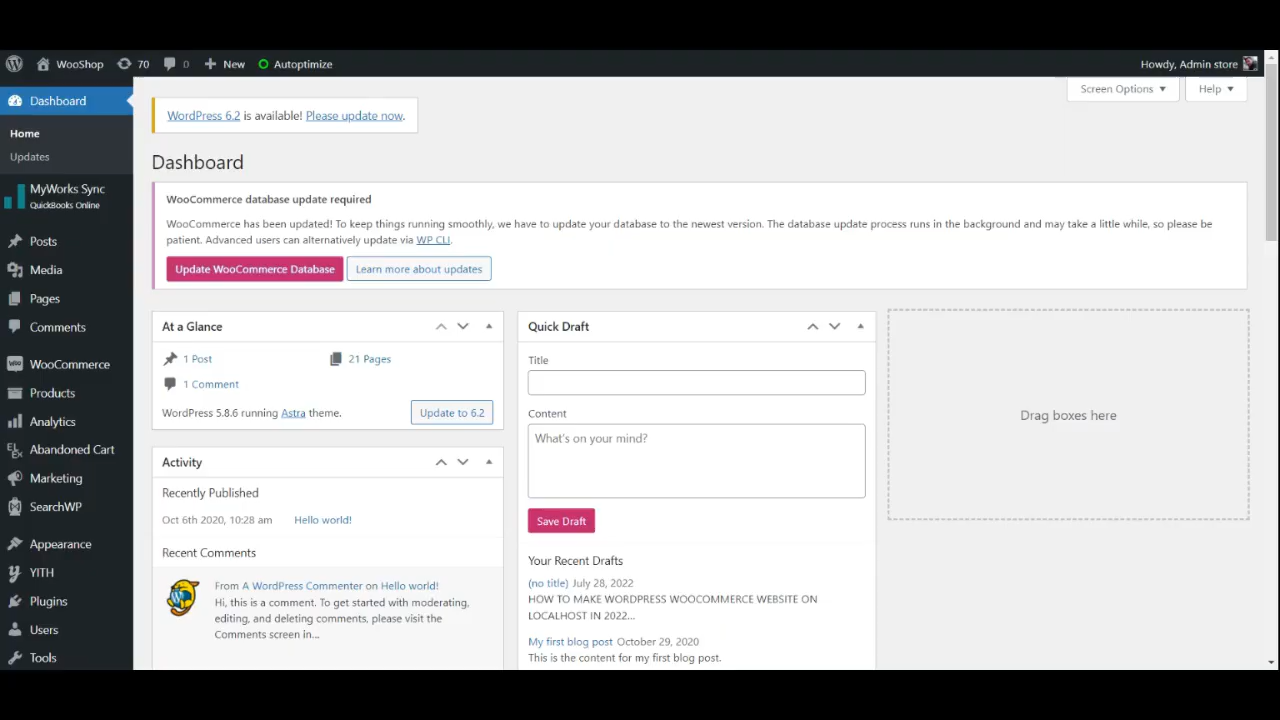 WooShop 70 0 New Autoptimize Howdy, Admin store
Dashboard
Home
Updates
MyWorks Sync
QuickBooks Online
Posts
Media
Pages
Comments
WooCommerce
Products
Analytics
Abandoned Cart
Marketing
SearchWP
Appearance
YITH
Plugins
Users
Tools
Screen Options Help
WordPress 6.2 is available! Please update now.
Dashboard
WooCommerce database update required
WooCommerce has been updated! To keep things running smoothly, we have to update your database to the newest version. The database update process runs in the background and may take a little while, so please be
patient. Advanced users can alternatively update via WP CLI.
Update WooCommerce Database Learn more about updates
At a Glance
1 Post 21 Pages
1 Comment
WordPress 5.8.6 running Astra theme. Update to 6.2
Activity
Recently Published
Oct 6th 2020, 10:28 am Hello world!
Recent Comments
From A WordPress Commenter on Hello world!
Hi, this is a comment. To get started with moderating,
editing, and deleting comments, please visit the
Comments screen in...
Quick Draft
Title
Content
What's on your mind?
Save Draft
Your Recent Drafts
(no title) July 28, 2022
HOW TO MAKE WORDPRESS WOOCOMMERCE WEBSITE ON
LOCALHOST IN 2022...
My first blog post October 29, 2020
This is the content for my first blog post.
Drag boxes here